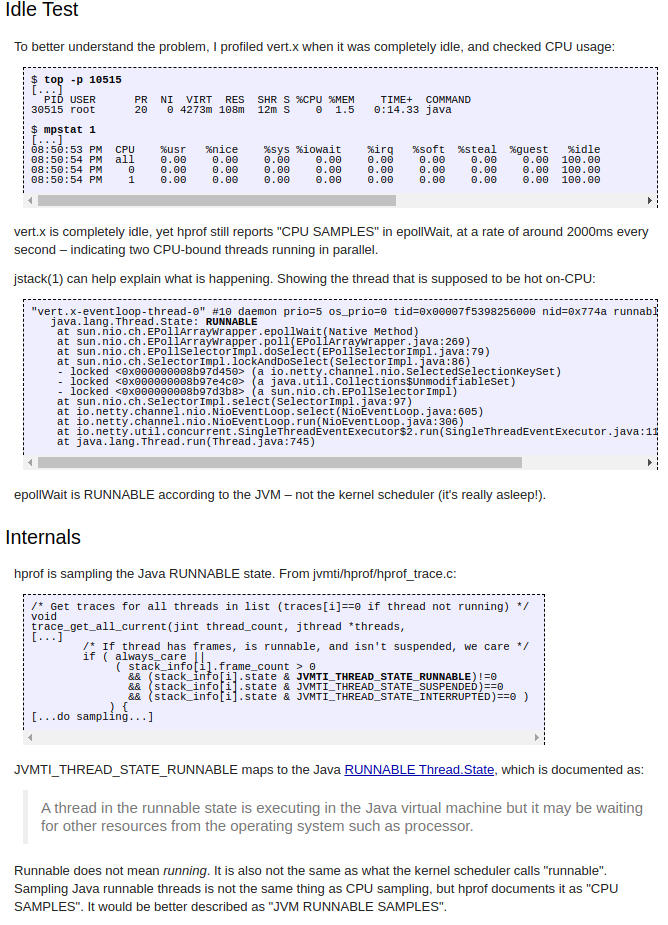 Idle Test
To better understand the problem, I profiled vert.x when it was completely idle, and checked CPU usage:
$ top -p 10515
[...]
  PID USER      PR  NI  VIRT  RES  SHR S %CPU %MEM    TIME+  COMMAND
30515 root      20   0 4273m 108m  12m S    0  1.5   0:14.33 java
$ mpstat 1
[...]
08:50:53 PM  CPU    %usr   %nice    %sys %iowait    %irq   %soft  %steal  %guest   %idle
08:50:54 PM  all    0.00    0.00    0.00    0.00    0.00    0.00    0.00    0.00  100.00
08:50:54 PM    0    0.00    0.00    0.00    0.00    0.00    0.00    0.00    0.00  100.00
08:50:54 PM    1    0.00    0.00    0.00    0.00    0.00    0.00    0.00    0.00  100.00
vert.x is completely idle, yet hprof still reports "CPU SAMPLES" in epollWait, at a rate of around 2000ms every
second – indicating two CPU-bound threads running in parallel.
jstack(1) can help explain what is happening. Showing the thread that is supposed to be hot on-CPU:
"vert.x-eventloop-thread-0" #10 daemon prio=5 os_prio=0 tid=0x00007f5398256000 nid=0x774a runnabl
   java.lang.Thread.State: RUNNABLE
    at sun.nio.ch.EPollArrayWrapper.epollWait(Native Method)
    at sun.nio.ch.EPollArrayWrapper.poll(EPollArrayWrapper.java:269)
    at sun.nio.ch.EPollSelectorImpl.doSelect(EPollSelectorImpl.java:79)
    at sun.nio.ch.SelectorImpl.lockAndDoSelect(SelectorImpl.java:86)
    - locked <0x000000008b97d450> (a io.netty.channel.nio.SelectedSelectionKeySet)
    - locked <0x000000008b97e4c0> (a java.util.Collections$UnmodifiableSet)
    - locked <0x000000008b97d3b8> (a sun.nio.ch.EPollSelectorImpl)
    at sun.nio.ch.SelectorImpl.select(SelectorImpl.java:97)
    at io.netty.channel.nio.NioEventLoop.select(NioEventLoop.java:605)
    at io.netty.channel.nio.NioEventLoop.run(NioEventLoop.java:306)
    at io.netty.util.concurrent.SingleThreadEventExecutor$2.run(SingleThreadEventExecutor.java:11
    at java.lang.Thread.run(Thread.java:745)
epollWait is RUNNABLE according to the JVM – not the kernel scheduler (it's really asleep!).
Internals
hprof is sampling the Java RUNNABLE state. From jvmti/hprof/hprof_trace.c:
/* Get traces for all threads in list (traces[i]==0 if thread not running) */
void
trace_get_all_current(jint thread_count, jthread *threads,
[...]
        /* If thread has frames, is runnable, and isn't suspended, we care */
        if ( always_care ||
             ( stack_info[i].frame_count > 0
               && (stack_info[i].state & JVMTI_THREAD_STATE_RUNNABLE)!=0
               && (stack_info[i].state & JVMTI_THREAD_STATE_SUSPENDED)==0
               && (stack_info[i].state & JVMTI_THREAD_STATE_INTERRUPTED)==0 )
            ) {
[...do sampling...]
JVMTI_THREAD_STATE_RUNNABLE maps to the Java RUNNABLE Thread.State, which is documented as:
A thread in the runnable state is executing in the Java virtual machine but it may be waiting
for other resources from the operating system such as processor.
Runnable does not mean running. It is also not the same as what the kernel scheduler calls "runnable".
Sampling Java runnable threads is not the same thing as CPU sampling, but hprof documents it as "CPU
SAMPLES". It would be better described as "JVM RUNNABLE SAMPLES".